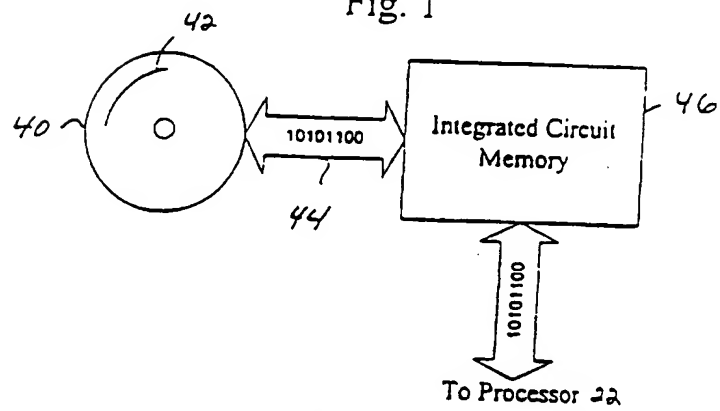 Fig. 1
42
40
10101100
Integrated Circuit
Memory
46
44
10101100
To Processor 22